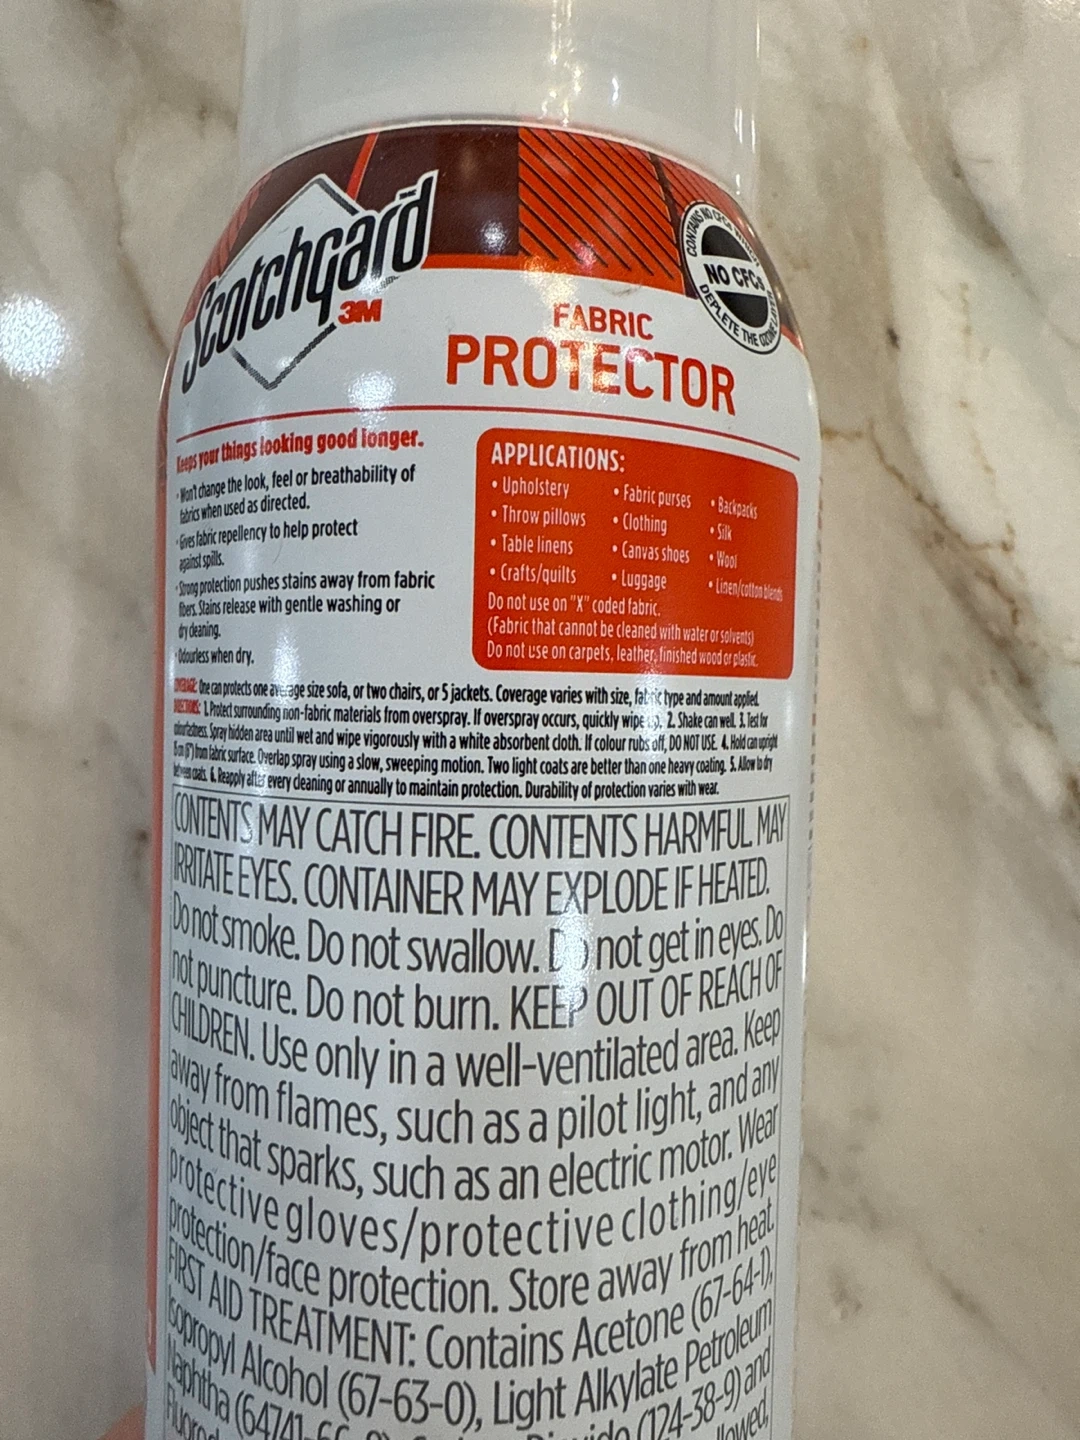 Scotchgard
3M
CONTAINS NO CFCs WHICH
NO CFCs
DEPLETE THE OZONE LAYER
FABRIC
PROTECTOR
Keeps your things looking good longer.
• Won't change the look, feel or breathability of
fabrics when used as directed.
• Gives fabric repellency to help protect
against spills.
• Strong protection pushes stains away from fabric
fibers. Stains release with gentle washing or
dry cleaning.
• Odourless when dry.
APPLICATIONS:
• Upholstery
• Throw pillows
• Table linens
• Crafts/quilts
• Fabric purses
• Clothing
• Canvas shoes
• Luggage
• Backpacks
• Silk
• Wool
• Linen/cotton blends
Do not use on "X" coded fabric.
(Fabric that cannot be cleaned with water or solvents)
Do not use on carpets, leather, finished wood or plastic.
COVERAGE: One can protects one average size sofa, or two chairs, or 5 jackets. Coverage varies with size, fabric type and amount applied.
DIRECTIONS: 1. Protect surrounding non-fabric materials from overspray. If overspray occurs, quickly wipe up. 2. Shake can well. 3. Test for
colourfastness. Spray hidden area until wet and wipe vigorously with a white absorbent cloth. If colour rubs off, DO NOT USE. 4. Hold can upright
15 cm (6") from fabric surface. Overlap spray using a slow, sweeping motion. Two light coats are better than one heavy coating. 5. Allow to dry
between coats. 6. Reapply after every cleaning or annually to maintain protection. Durability of protection varies with wear.
CONTENTS MAY CATCH FIRE. CONTENTS HARMFUL. MAY
IRRITATE EYES. CONTAINER MAY EXPLODE IF HEATED.
Do not smoke. Do not swallow. Do not get in eyes. Do
not puncture. Do not burn. KEEP OUT OF REACH OF
CHILDREN. Use only in a well-ventilated area. Keep
away from flames, such as a pilot light, and any
object that sparks, such as an electric motor. Wear
protective gloves/protective clothing/eye
protection/face protection. Store away from heat.
FIRST AID TREATMENT: Contains Acetone (67-64-1),
Isopropyl Alcohol (67-63-0), Light Alkylate Petroleum
Naphtha (64741-66-8), Dioxide (124-38-9) and